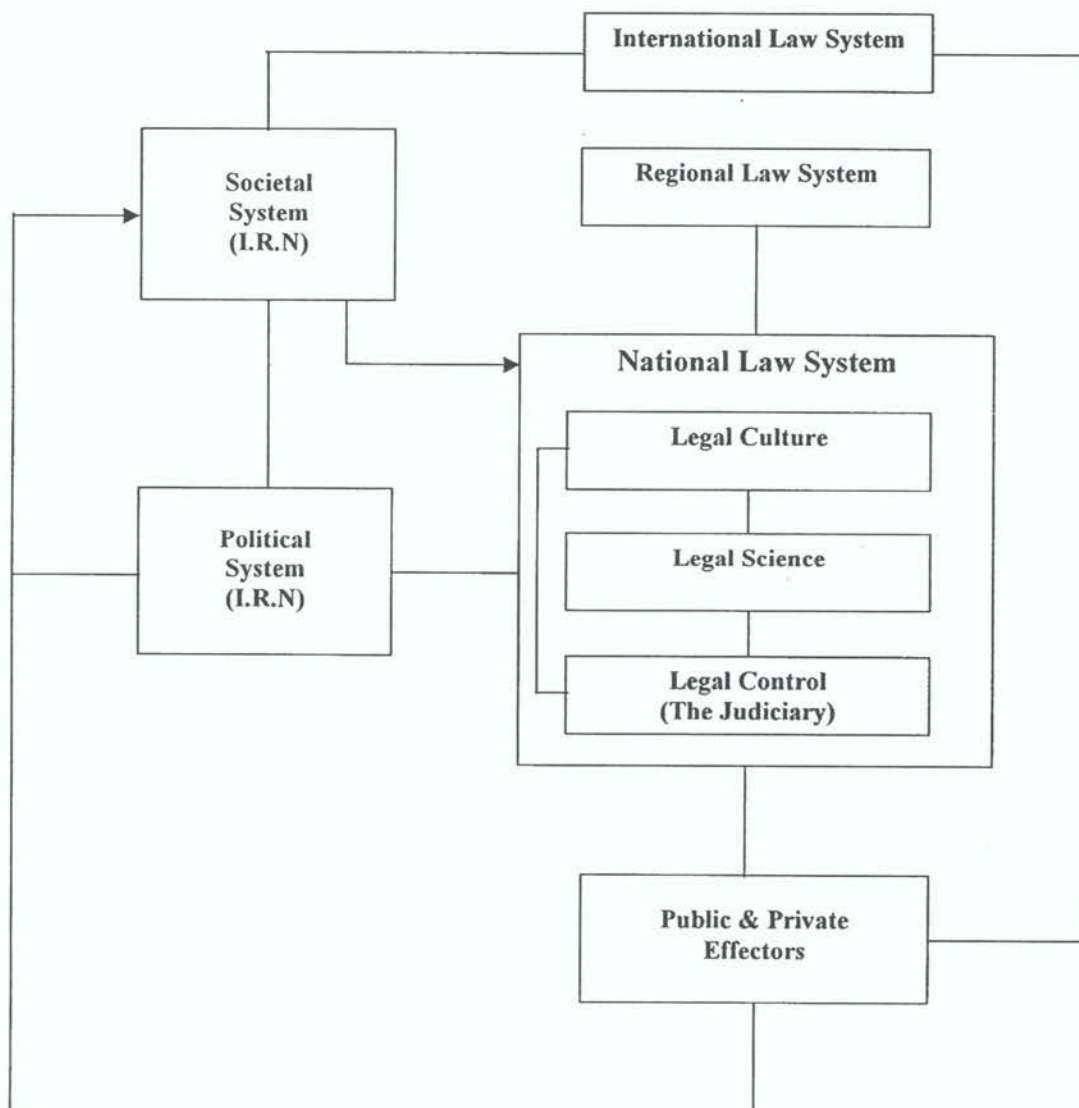 International Law System
Societal
System
(I.R.N)
Regional Law System
National Law System
Legal Culture
Political
System
(I.R.N)
Legal Science
Legal Control
(The Judiciary)
Public & Private
Effectors